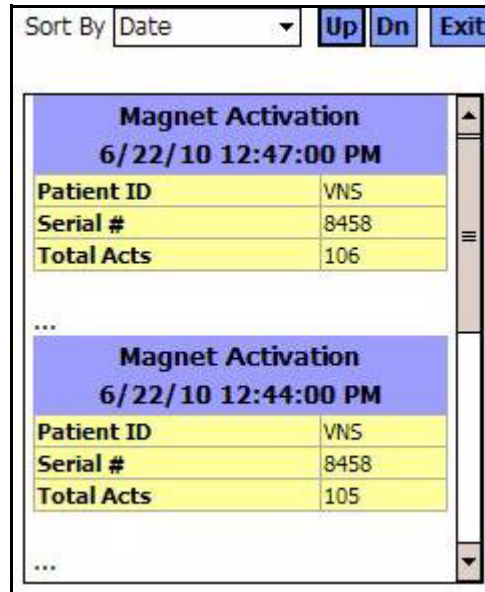 Sort By Date Up Dn Exit
Magnet Activation
6/22/10 12:47:00 PM
Patient ID VNS
Serial # 8458
Total Acts 106
...
Magnet Activation
6/22/10 12:44:00 PM
Patient ID VNS
Serial # 8458
Total Acts 105
...